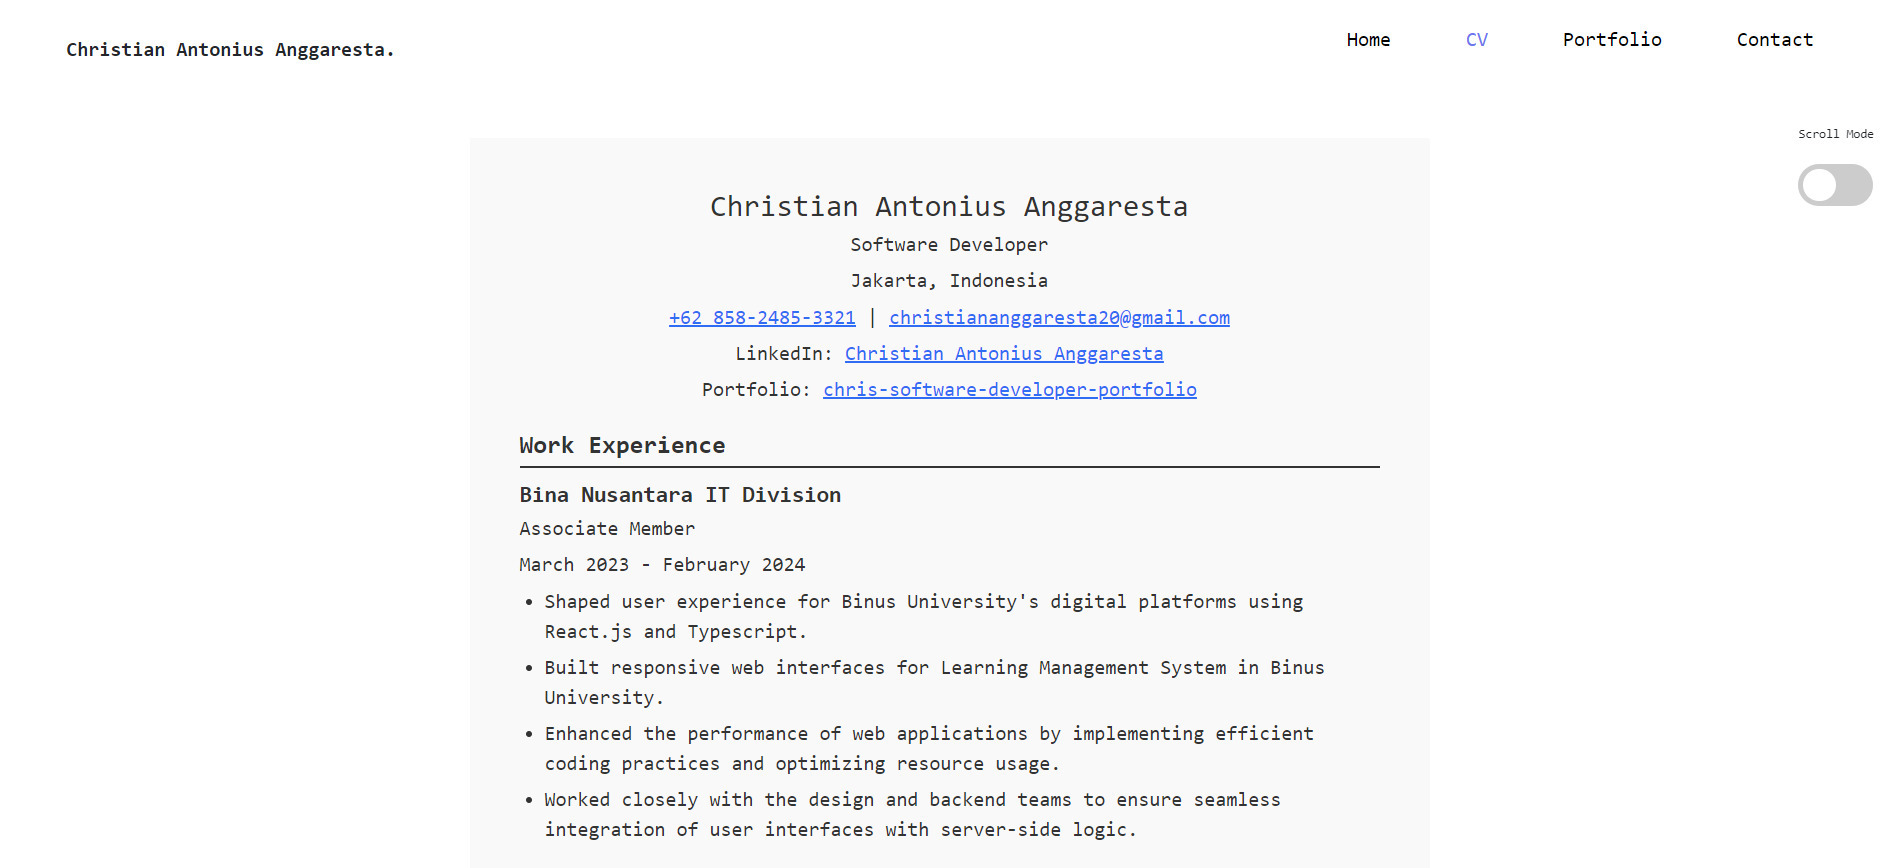 Christian Antonius Anggaresta.
Home CV Portfolio Contact
Scroll Mode
Christian Antonius Anggaresta
Software Developer
Jakarta, Indonesia
+62 858-2485-3321 | christiananggaresta20@gmail.com
LinkedIn: Christian Antonius Anggaresta
Portfolio: chris-software-developer-portfolio
Work Experience
Bina Nusantara IT Division
Associate Member
March 2023 - February 2024
• Shaped user experience for Binus University's digital platforms using
React.js and Typescript.
• Built responsive web interfaces for Learning Management System in Binus
University.
• Enhanced the performance of web applications by implementing efficient
coding practices and optimizing resource usage.
• Worked closely with the design and backend teams to ensure seamless
integration of user interfaces with server-side logic.